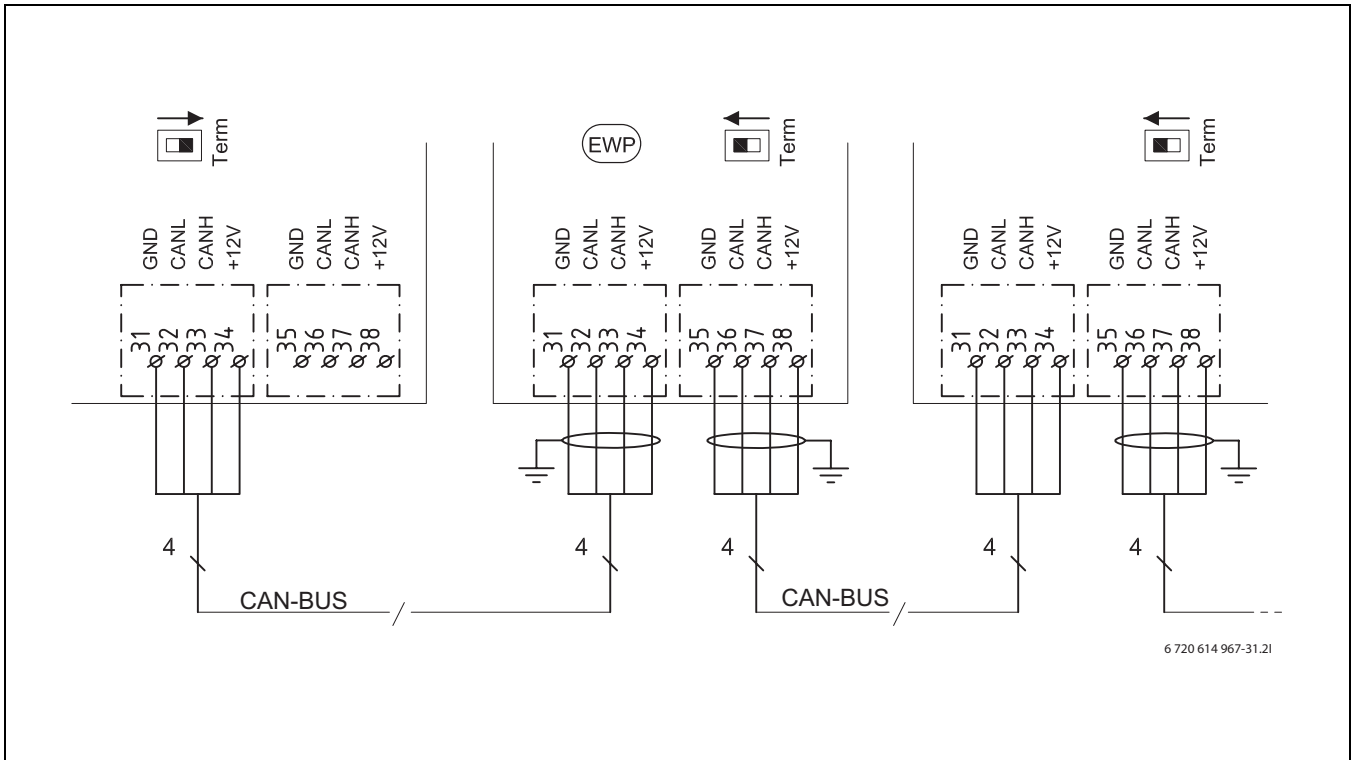 Term
EWP
Term
Term
GND CANL CANH +12V
GND CANL CANH +12V
GND CANL CANH +12V
GND CANL CANH +12V
GND CANL CANH +12V
GND CANL CANH +12V
31 32 33 34
35 36 37 38
31 32 33 34
35 36 37 38
31 32 33 34
35 36 37 38
4
4
4
4
4
CAN-BUS
CAN-BUS
6 720 614 967-31.2I